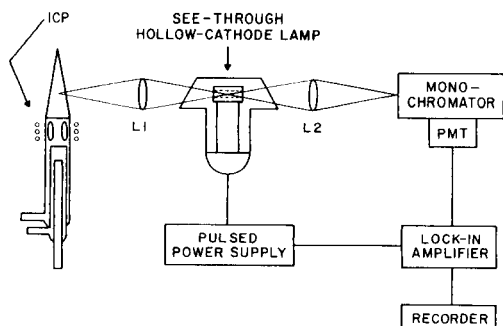 ICP
SEE-THROUGH
HOLLOW-CATHODE LAMP
L1
L2
MONO-
CHROMATOR
PMT
PULSED
POWER SUPPLY
LOCK-IN
AMPLIFIER
RECORDER